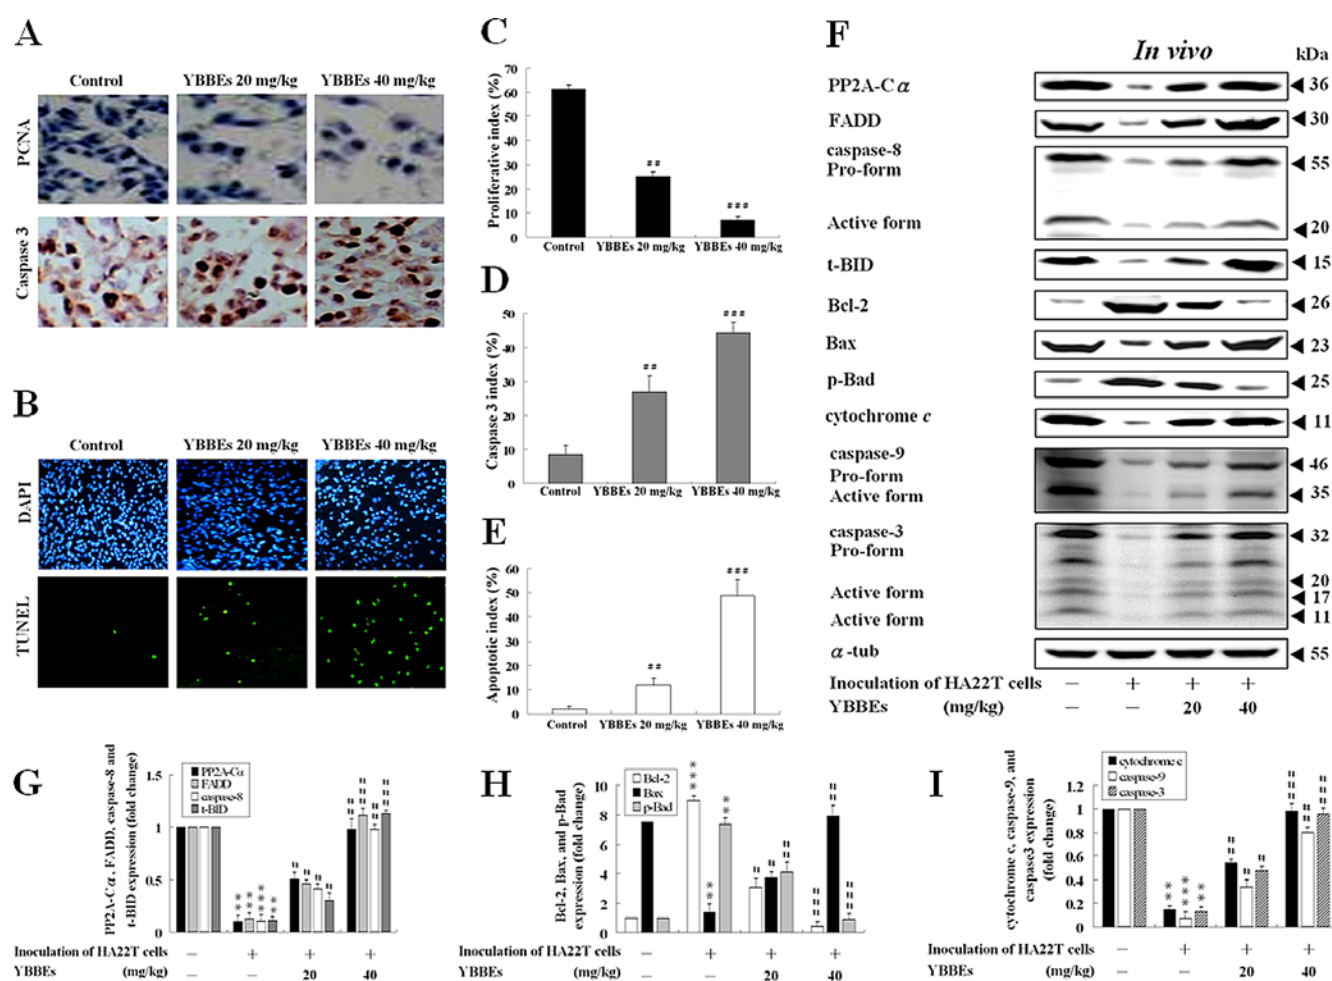 A
Control
YBBEs 20 mg/kg
YBBEs 40 mg/kg
PCNA
Caspase 3
B
Control
YBBEs 20 mg/kg
YBBEs 40 mg/kg
DAPI
TUNEL
C
Proliferative index (%)
70
60
50
40
30
20
10
0
##
###
Control
YBBEs 20 mg/kg
YBBEs 40 mg/kg
D
Caspase 3 index (%)
50
40
30
20
10
0
##
###
Control
YBBEs 20 mg/kg
YBBEs 40 mg/kg
E
Apoptotic index (%)
60
50
40
30
20
10
0
##
###
Control
YBBEs 20 mg/kg
YBBEs 40 mg/kg
F
In vivo
kDa
PP2A-Cα
36
FADD
30
caspase-8
Pro-form
55
Active form
20
t-BID
15
Bcl-2
26
Bax
23
p-Bad
25
cytochrome c
11
caspase-9
Pro-form
46
Active form
35
caspase-3
Pro-form
32
20
Active form
17
Active form
11
α-tub
55
Inoculation of HA22T cells − + + +
YBBEs (mg/kg) − − 20 40
G
PP2A-Cα, FADD, caspase-8 and
t-BID expression (fold change)
1.5
1
0.5
0
PP2A-Cα
FADD
caspase-8
t-BID
** ** *** **
# # # #
## ### ## ###
Inoculation of HA22T cells − + + +
YBBEs (mg/kg) − − 20 40
H
Bcl-2, Bax, and p-Bad
expression (fold change)
10
8
6
4
2
0
Bcl-2
Bax
p-Bad
*** ** **
# # ##
### ## ###
Inoculation of HA22T cells − + + +
YBBEs (mg/kg) − − 20 40
I
cytochrome c, caspase-9, and
caspase3 expression
(fold change)
1.2
1
0.8
0.6
0.4
0.2
0
cytochrome c
caspase-9
caspase-3
** *** **
## # #
### ## ###
Inoculation of HA22T cells − + + +
YBBEs (mg/kg) − − 20 40